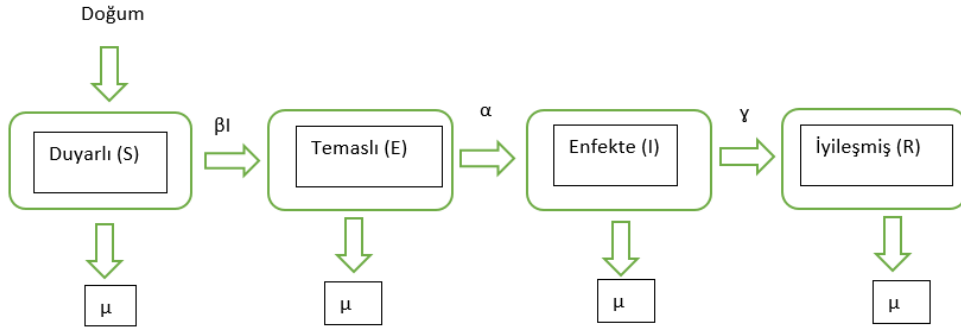 Doğum
βI
α
ɣ
Duyarlı (S)
Temaslı (E)
Enfekte (I)
İyileşmiş (R)
μ
μ
μ
μ